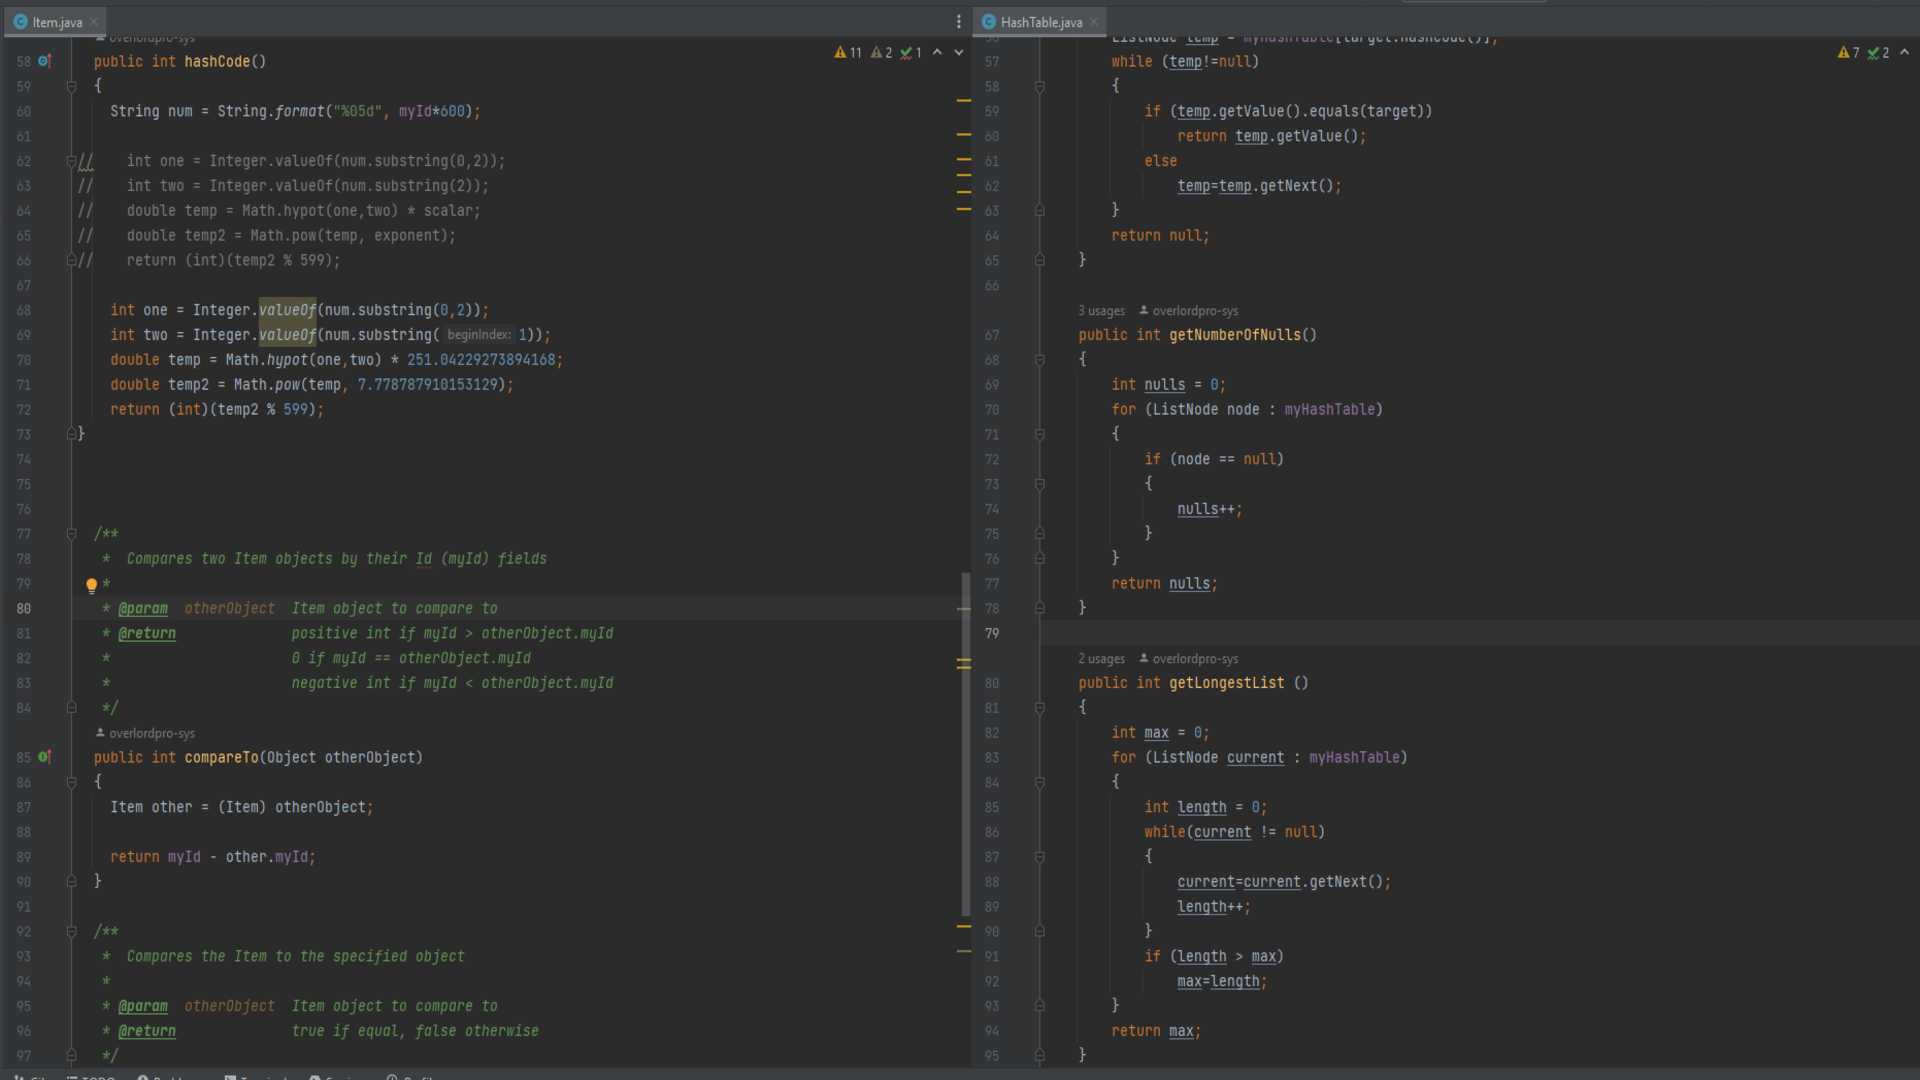 Item.java
overlordpro-sys
11 2 1
58 public int hashCode()
59 {
60 String num = String.format("%05d", myId*600);
61
62 // int one = Integer.valueOf(num.substring(0,2));
63 // int two = Integer.valueOf(num.substring(2));
64 // double temp = Math.hypot(one,two) * scalar;
65 // double temp2 = Math.pow(temp, exponent);
66 // return (int)(temp2 % 599);
67
68 int one = Integer.valueOf(num.substring(0,2));
69 int two = Integer.valueOf(num.substring( beginIndex: 1));
70 double temp = Math.hypot(one,two) * 251.04229273894168;
71 double temp2 = Math.pow(temp, 7.778787910153129);
72 return (int)(temp2 % 599);
73 }
74
75
76
77 /**
78 * Compares two Item objects by their Id (myId) fields
79 *
80 * @param otherObject Item object to compare to
81 * @return positive int if myId > otherObject.myId
82 * 0 if myId == otherObject.myId
83 * negative int if myId < otherObject.myId
84 */
overlordpro-sys
85 public int compareTo(Object otherObject)
86 {
87 Item other = (Item) otherObject;
88
89 return myId - other.myId;
90 }
91
92 /**
93 * Compares the Item to the specified object
94 *
95 * @param otherObject Item object to compare to
96 * @return true if equal, false otherwise
97 */
HashTable.java
56 ListNode temp = myHashTable[target.hashCode()];
7 2
57 while (temp!=null)
58 {
59 if (temp.getValue().equals(target))
60 return temp.getValue();
61 else
62 temp=temp.getNext();
63 }
64 return null;
65 }
66
3 usages overlordpro-sys
67 public int getNumberOfNulls()
68 {
69 int nulls = 0;
70 for (ListNode node : myHashTable)
71 {
72 if (node == null)
73 {
74 nulls++;
75 }
76 }
77 return nulls;
78 }
79
2 usages overlordpro-sys
80 public int getLongestList ()
81 {
82 int max = 0;
83 for (ListNode current : myHashTable)
84 {
85 int length = 0;
86 while(current != null)
87 {
88 current=current.getNext();
89 length++;
90 }
91 if (length > max)
92 max=length;
93 }
94 return max;
95 }